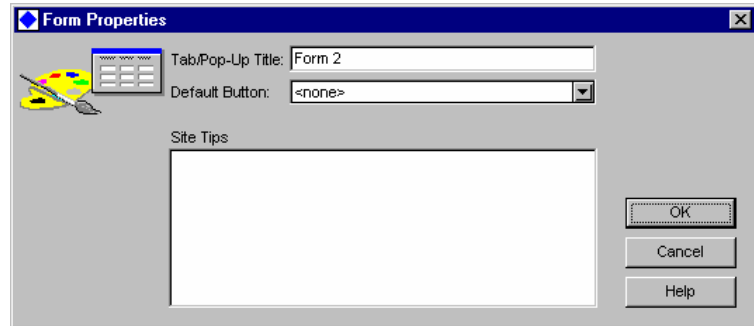 Form Properties
Tab/Pop-Up Title: Form 2
Default Button: <none>
Site Tips
OK
Cancel
Help